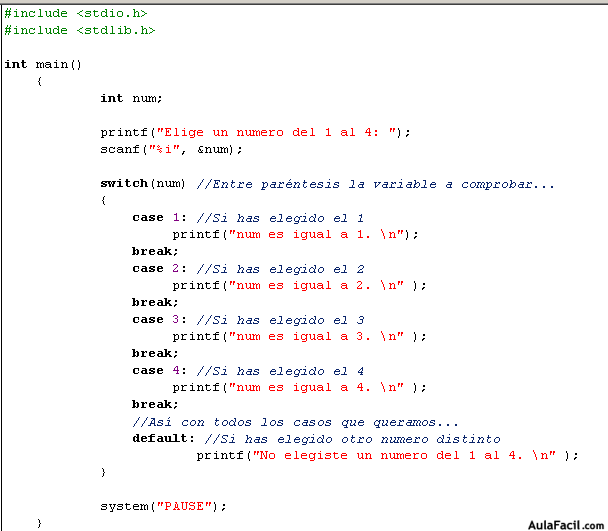 #include <stdio.h>
#include <stdlib.h>
int main()
{
int num;
printf("Elige un numero del 1 al 4: ");
scanf("%i", &num);
switch(num) //Entre paréntesis la variable a comprobar...
{
case 1: //Si has elegido el 1
printf("num es igual a 1. \n");
break;
case 2: //Si has elegido el 2
printf("num es igual a 2. \n" );
break;
case 3: //Si has elegido el 3
printf("num es igual a 3. \n" );
break;
case 4: //Si has elegido el 4
printf("num es igual a 4. \n" );
break;
//Así con todos los casos que queramos...
default: //Si has elegido otro numero distinto
printf("No elegiste un numero del 1 al 4. \n" );
}
system("PAUSE");
}
AulaFacil.com